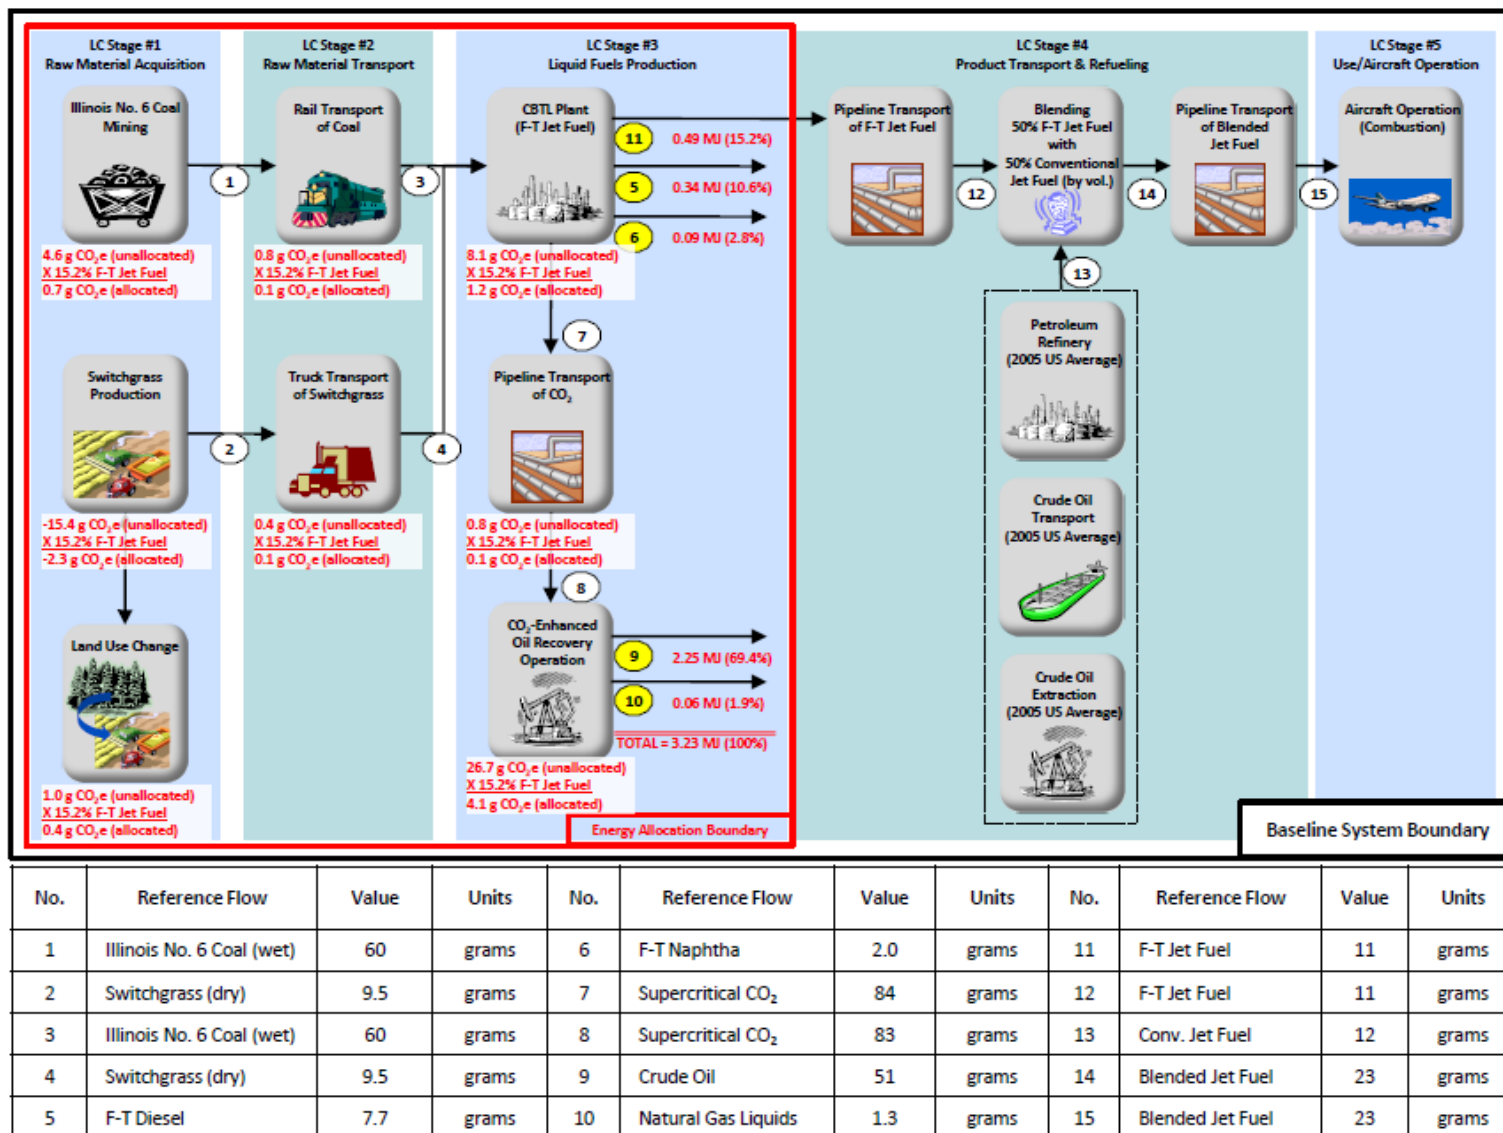 LC Stage #1
Raw Material Acquisition
LC Stage #2
Raw Material Transport
LC Stage #3
Liquid Fuels Production
LC Stage #4
Product Transport & Refueling
LC Stage #5
Use/Aircraft Operation
Illinois No. 6 Coal
Mining
Rail Transport
of Coal
CBTL Plant
(F-T Jet Fuel)
Pipeline Transport
of F-T Jet Fuel
Blending
50% F-T Jet Fuel
with
50% Conventional
Jet Fuel (by vol.)
Pipeline Transport
of Blended
Jet Fuel
Aircraft Operation
(Combustion)
1
3
11 0.49 MJ (15.2%)
5 0.34 MJ (10.6%)
6 0.09 MJ (2.8%)
12
14
15
4.6 g CO₂e (unallocated)
X 15.2% F-T Jet Fuel
0.7 g CO₂e (allocated)
0.8 g CO₂e (unallocated)
X 15.2% F-T Jet Fuel
0.1 g CO₂e (allocated)
8.1 g CO₂e (unallocated)
X 15.2% F-T Jet Fuel
1.2 g CO₂e (allocated)
13
7
Switchgrass
Production
Truck Transport
of Switchgrass
Pipeline Transport
of CO₂
Petroleum
Refinery
(2005 US Average)
2
4
-15.4 g CO₂e (unallocated)
X 15.2% F-T Jet Fuel
-2.3 g CO₂e (allocated)
0.4 g CO₂e (unallocated)
X 15.2% F-T Jet Fuel
0.1 g CO₂e (allocated)
0.8 g CO₂e (unallocated)
X 15.2% F-T Jet Fuel
0.1 g CO₂e (allocated)
Crude Oil
Transport
(2005 US Average)
8
Land Use Change
CO₂-Enhanced
Oil Recovery
Operation
9 2.25 MJ (69.4%)
10 0.06 MJ (1.9%)
TOTAL = 3.23 MJ (100%)
Crude Oil
Extraction
(2005 US Average)
1.0 g CO₂e (unallocated)
X 15.2% F-T Jet Fuel
0.4 g CO₂e (allocated)
26.7 g CO₂e (unallocated)
X 15.2% F-T Jet Fuel
4.1 g CO₂e (allocated)
Energy Allocation Boundary
Baseline System Boundary
No. Reference Flow Value Units No. Reference Flow Value Units No. Reference Flow Value Units
1 Illinois No. 6 Coal (wet) 60 grams 6 F-T Naphtha 2.0 grams 11 F-T Jet Fuel 11 grams
2 Switchgrass (dry) 9.5 grams 7 Supercritical CO₂ 84 grams 12 F-T Jet Fuel 11 grams
3 Illinois No. 6 Coal (wet) 60 grams 8 Supercritical CO₂ 83 grams 13 Conv. Jet Fuel 12 grams
4 Switchgrass (dry) 9.5 grams 9 Crude Oil 51 grams 14 Blended Jet Fuel 23 grams
5 F-T Diesel 7.7 grams 10 Natural Gas Liquids 1.3 grams 15 Blended Jet Fuel 23 grams